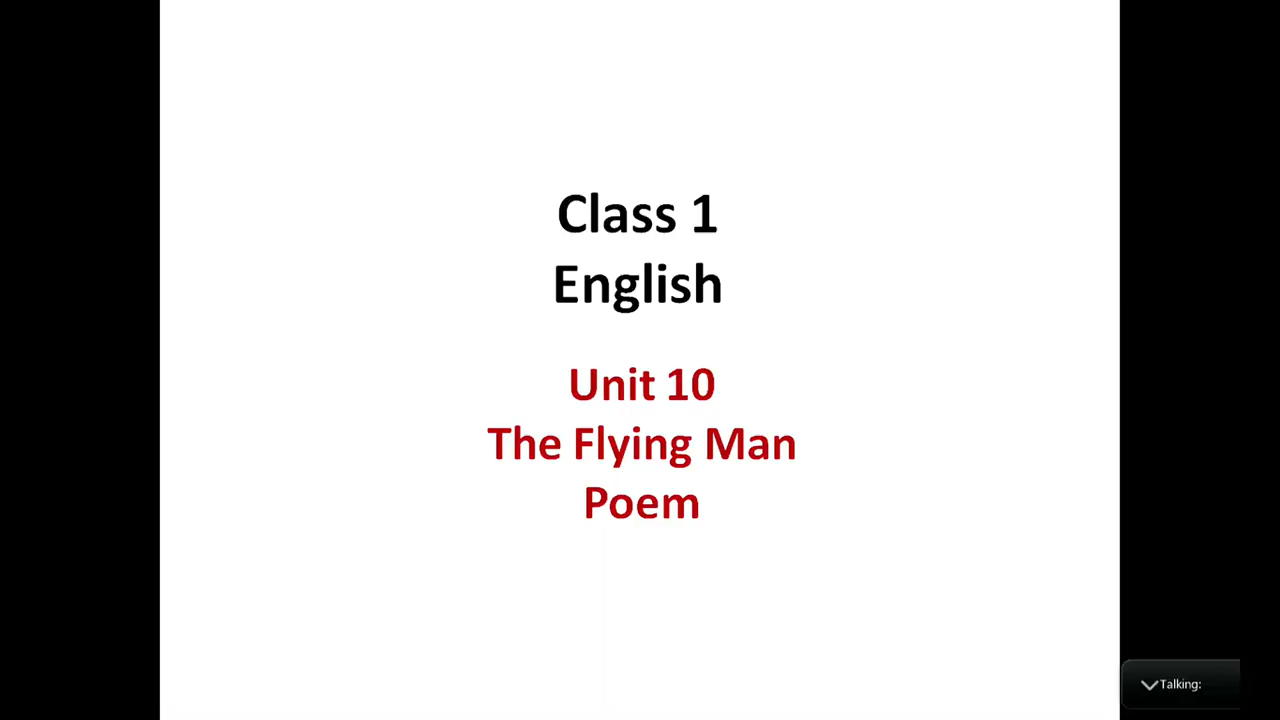 Class 1
English
Unit 10
The Flying Man
Poem
Talking: